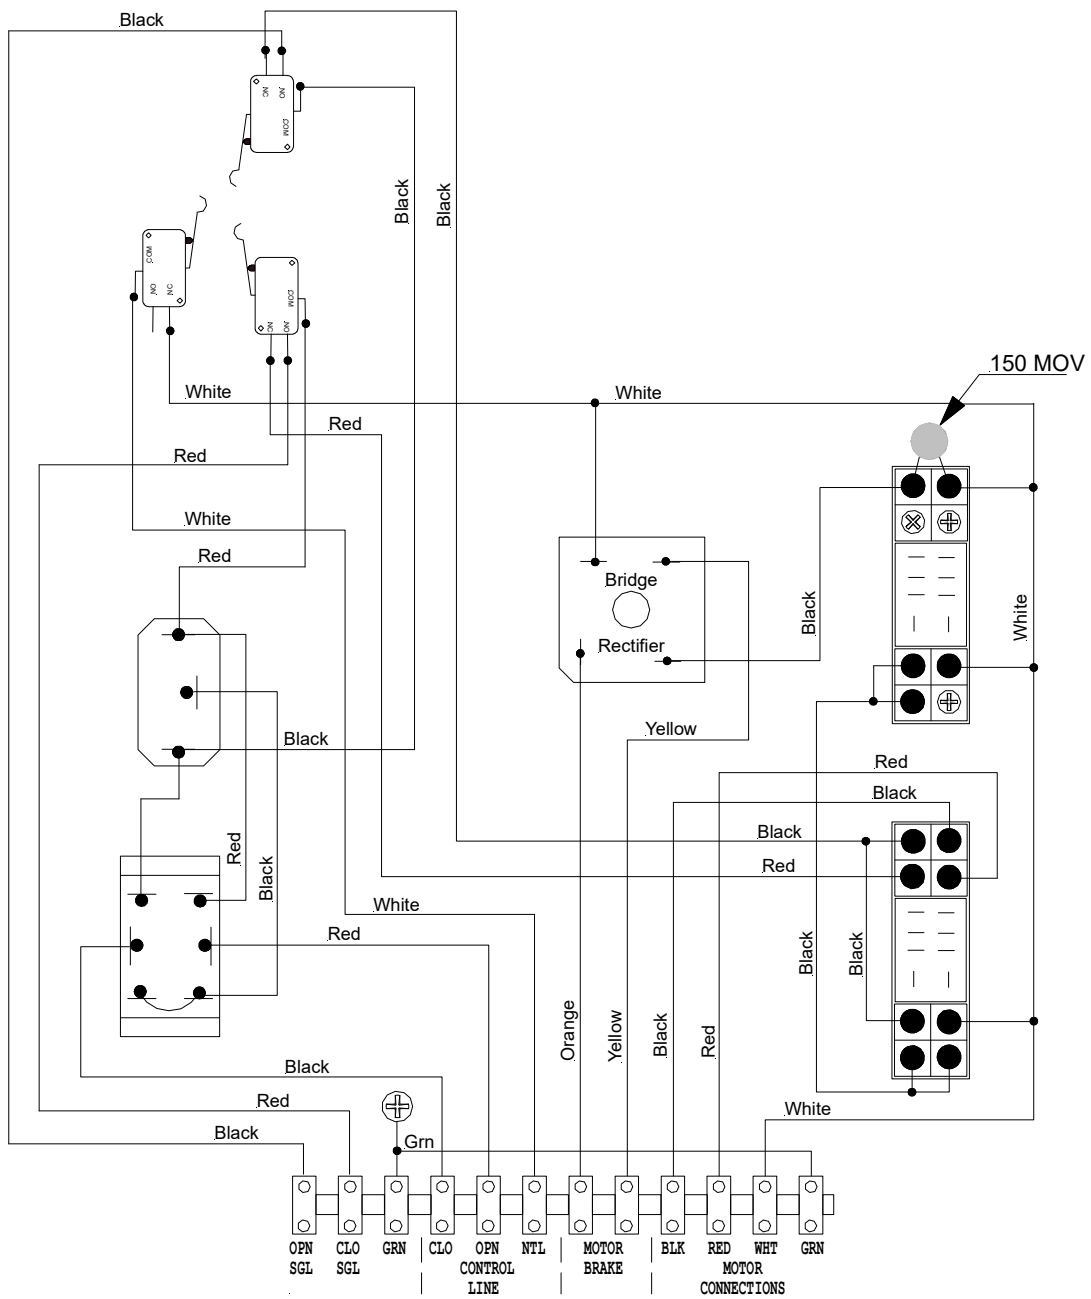 Black
NC
NO
COM
Black
Black
COM
NO
NC
COM
NC
NO
150 MOV
White
White
Red
Red
White
Red
Bridge
Rectifier
Black
White
Black
Yellow
Red
Black
Black
Red
Red
Black
White
Red
Black
Black
Orange
Yellow
Black
Red
Black
Red
White
Black
Grn
OPN
SGL
CLO
SGL
GRN
CLO
OPN
NTL
CONTROL
LINE
MOTOR
BRAKE
BLK
RED
WHT
GRN
MOTOR
CONNECTIONS